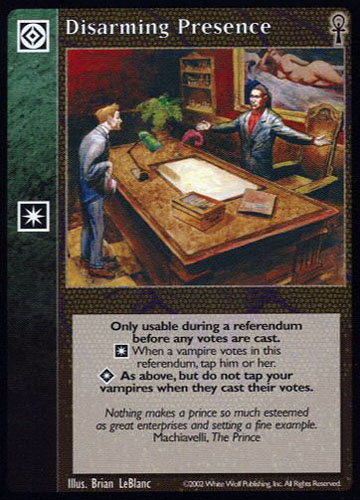 Disarming Presence
Only usable during a referendum
before any votes are cast.
When a vampire votes in this
referendum, tap him or her.
As above, but do not tap your
vampires when they cast their votes.
Nothing makes a prince so much esteemed
as great enterprises and setting a fine example.
Machiavelli, The Prince
Illus. Brian LeBlanc
©2002 White Wolf Publishing, Inc. All Rights Reserved.